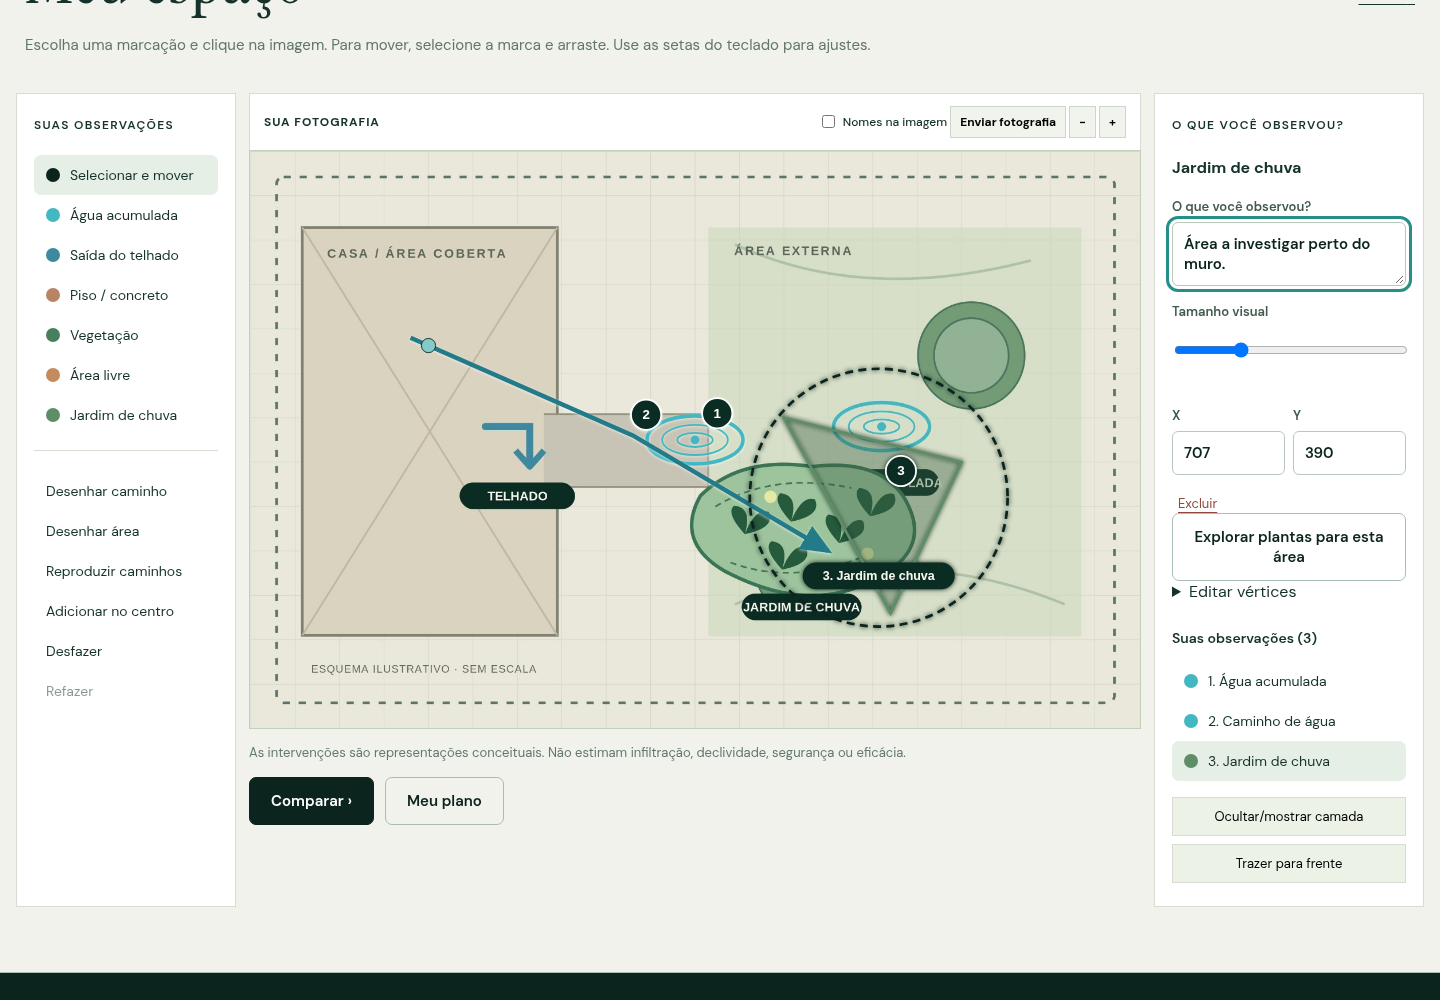 Meu espaço
Escolha uma marcação e clique na imagem. Para mover, selecione a marca e arraste. Use as setas do teclado para ajustes.
SUAS OBSERVAÇÕES
Selecionar e mover
Água acumulada
Saída do telhado
Piso / concreto
Vegetação
Área livre
Jardim de chuva
Desenhar caminho
Desenhar área
Reproduzir caminhos
Adicionar no centro
Desfazer
Refazer
SUA FOTOGRAFIA
Nomes na imagem
Enviar fotografia
-
+
CASA / ÁREA COBERTA
ÁREA EXTERNA
2
1
3
TELHADO
3. Jardim de chuva
JARDIM DE CHUVA
ESQUEMA ILUSTRATIVO · SEM ESCALA
As intervenções são representações conceituais. Não estimam infiltração, declividade, segurança ou eficácia.
Comparar ›
Meu plano
O QUE VOCÊ OBSERVOU?
Jardim de chuva
O que você observou?
Área a investigar perto do
muro.
Tamanho visual
X
Y
707
390
Excluir
Explorar plantas para esta
área
Editar vértices
Suas observações (3)
1. Água acumulada
2. Caminho de água
3. Jardim de chuva
Ocultar/mostrar camada
Trazer para frente